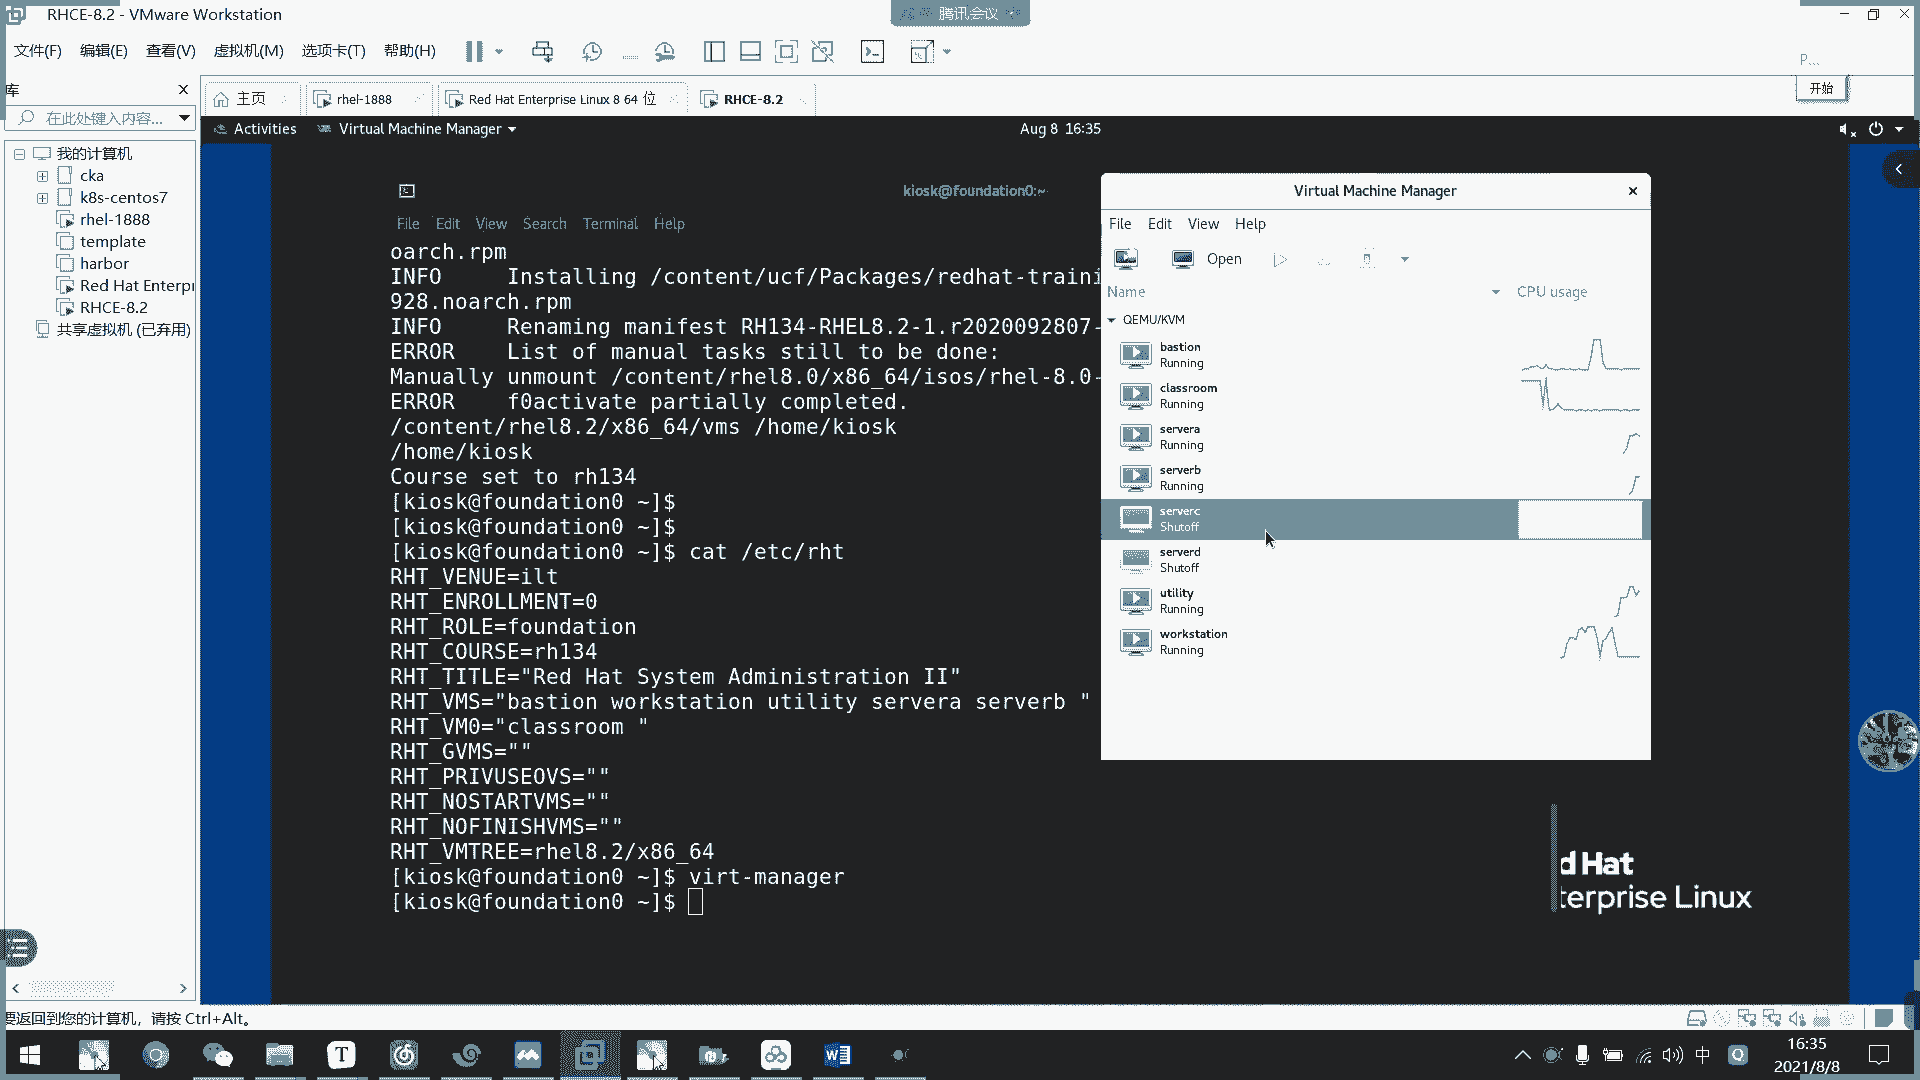 RHCE-8.2 - VMware Workstation
腾讯会议
文件(F) 编辑(E) 查看(V) 虚拟机(M) 选项卡(T) 帮助(H)
P...
开始
库
在此处键入内容...
主页
rhel-1888
Red Hat Enterprise Linux 8 64 位
RHCE-8.2
我的计算机
cka
k8s-centos7
rhel-1888
template
harbor
Red Hat Enterpr
RHCE-8.2
共享虚拟机 (已弃用)
Activities
Virtual Machine Manager
Aug 8 16:35
kiosk@foundation0:~
File Edit View Search Terminal Help
oarch.rpm
INFO Installing /content/ucf/Packages/redhat-traini
928.noarch.rpm
INFO Renaming manifest RH134-RHEL8.2-1.r2020092807-
ERROR List of manual tasks still to be done:
Manually unmount /content/rhel8.0/x86_64/isos/rhel-8.0-
ERROR f0activate partially completed.
/content/rhel8.2/x86_64/vms /home/kiosk
/home/kiosk
Course set to rh134
[kiosk@foundation0 ~]$
[kiosk@foundation0 ~]$
[kiosk@foundation0 ~]$ cat /etc/rht
RHT_VENUE=ilt
RHT_ENROLLMENT=0
RHT_ROLE=foundation
RHT_COURSE=rh134
RHT_TITLE="Red Hat System Administration II"
RHT_VMS="bastion workstation utility servera serverb "
RHT_VM0="classroom "
RHT_GVMS=""
RHT_PRIVUSEOVS=""
RHT_NOSTARTVMS=""
RHT_NOFINISHVMS=""
RHT_VMTREE=rhel8.2/x86_64
[kiosk@foundation0 ~]$ virt-manager
[kiosk@foundation0 ~]$
Virtual Machine Manager
File Edit View Help
Open
Name
CPU usage
QEMU/KVM
bastion
Running
classroom
Running
servera
Running
serverb
Running
serverc
Shutoff
serverd
Shutoff
utility
Running
workstation
Running
d Hat
terprise Linux
要返回到您的计算机，请按 Ctrl+Alt。
中
16:35
2021/8/8